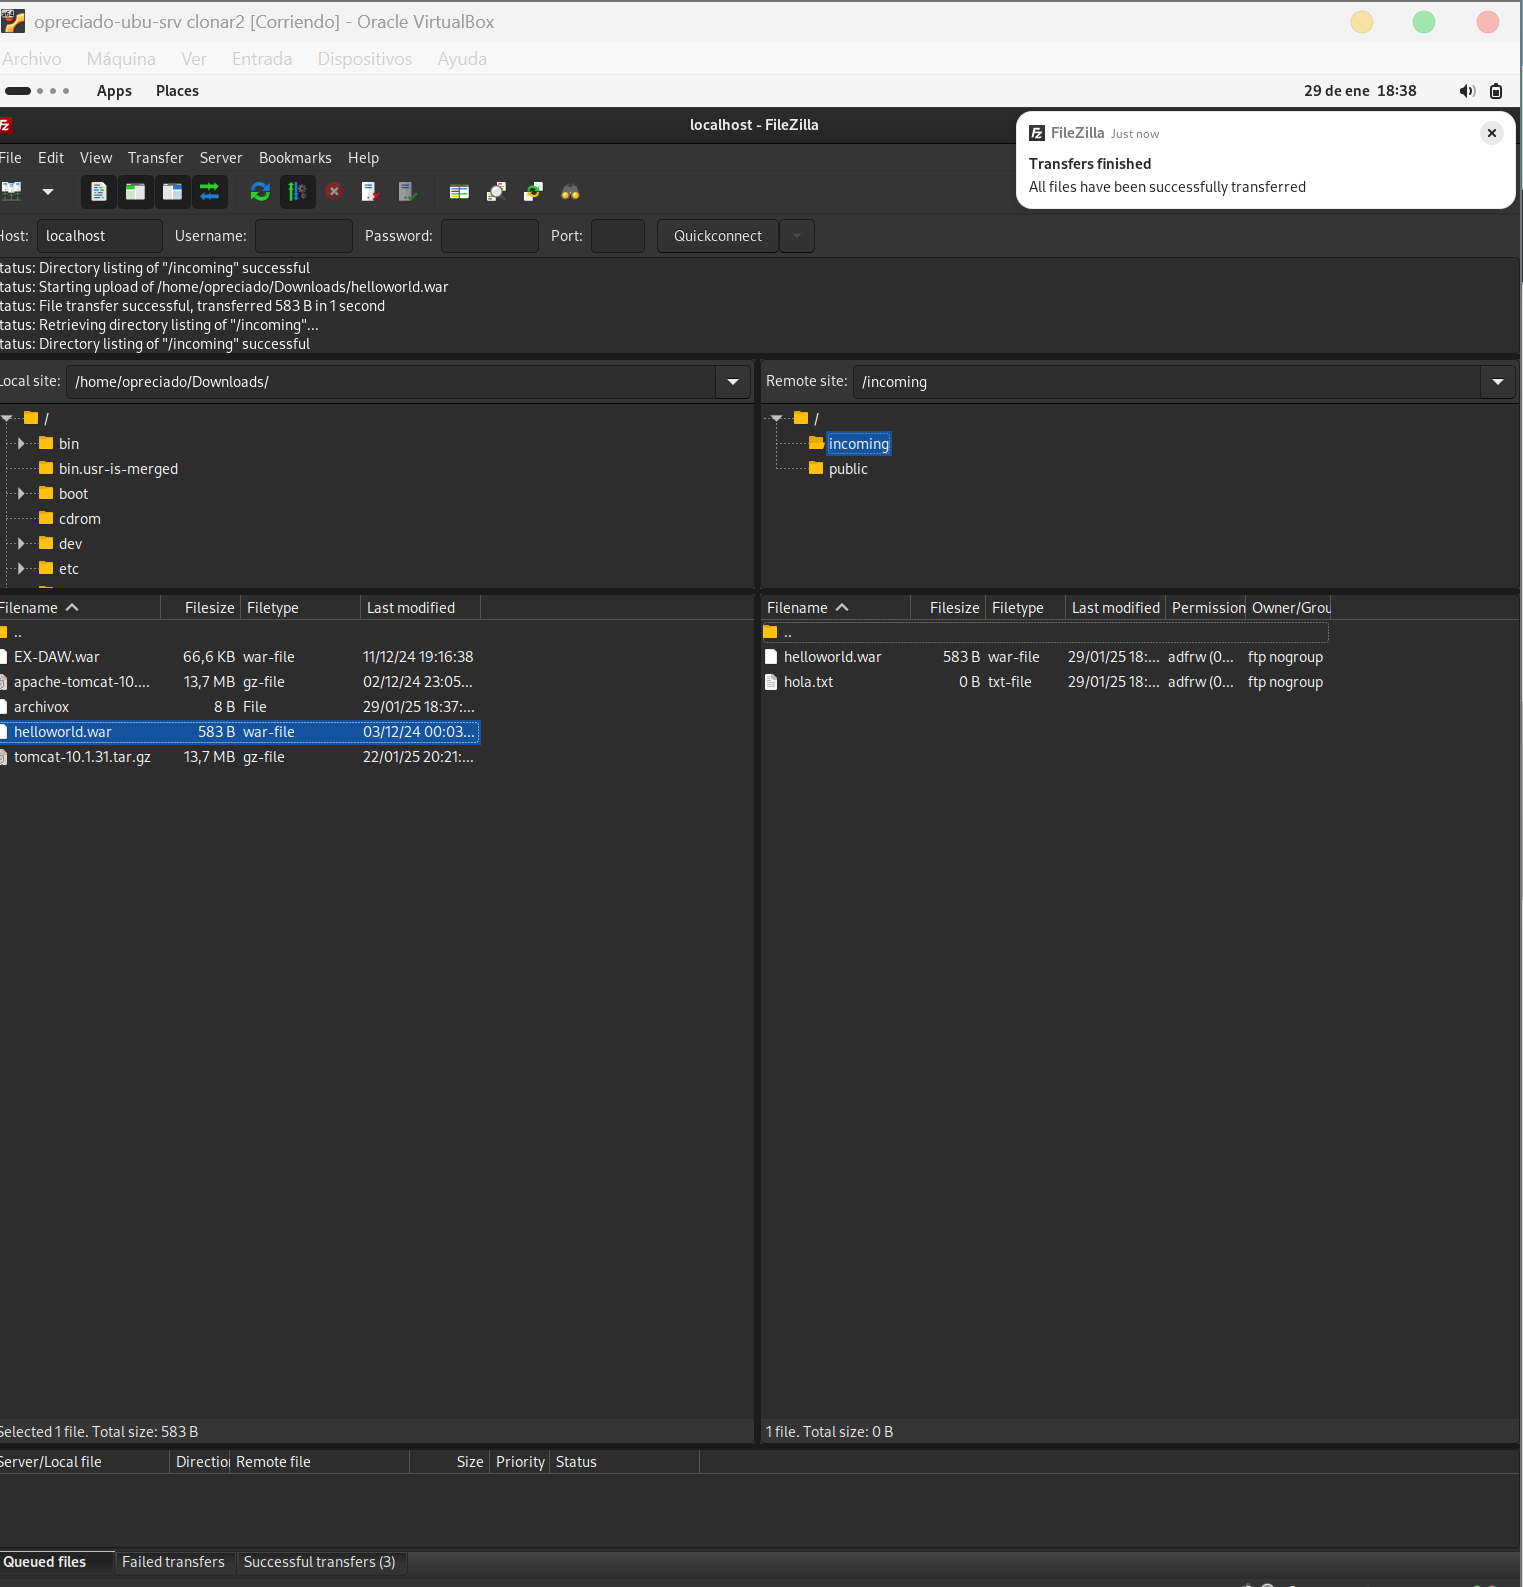 opreciado-ubu-srv clonar2 [Corriendo] - Oracle VirtualBox
Archivo Máquina Ver Entrada Dispositivos Ayuda
Apps Places 29 de ene 18:38
localhost - FileZilla
FileZilla Just now
Transfers finished
All files have been successfully transferred
File Edit View Transfer Server Bookmarks Help
Host: localhost Username: Password: Port: Quickconnect
tatus: Directory listing of "/incoming" successful
tatus: Starting upload of /home/opreciado/Downloads/helloworld.war
tatus: File transfer successful, transferred 583 B in 1 second
tatus: Retrieving directory listing of "/incoming"...
tatus: Directory listing of "/incoming" successful
Local site: /home/opreciado/Downloads/
/
bin
bin.usr-is-merged
boot
cdrom
dev
etc
Remote site: /incoming
/
incoming
public
Filename Filesize Filetype Last modified
..
EX-DAW.war 66,6 KB war-file 11/12/24 19:16:38
apache-tomcat-10.... 13,7 MB gz-file 02/12/24 23:05...
archivox 8 B File 29/01/25 18:37:...
helloworld.war 583 B war-file 03/12/24 00:03...
tomcat-10.1.31.tar.gz 13,7 MB gz-file 22/01/25 20:21:...
Selected 1 file. Total size: 583 B
Filename Filesize Filetype Last modified Permission Owner/Grou
..
helloworld.war 583 B war-file 29/01/25 18:... adfrw (0... ftp nogroup
hola.txt 0 B txt-file 29/01/25 18:... adfrw (0... ftp nogroup
1 file. Total size: 0 B
Server/Local file Directio Remote file Size Priority Status
Queued files Failed transfers Successful transfers (3)